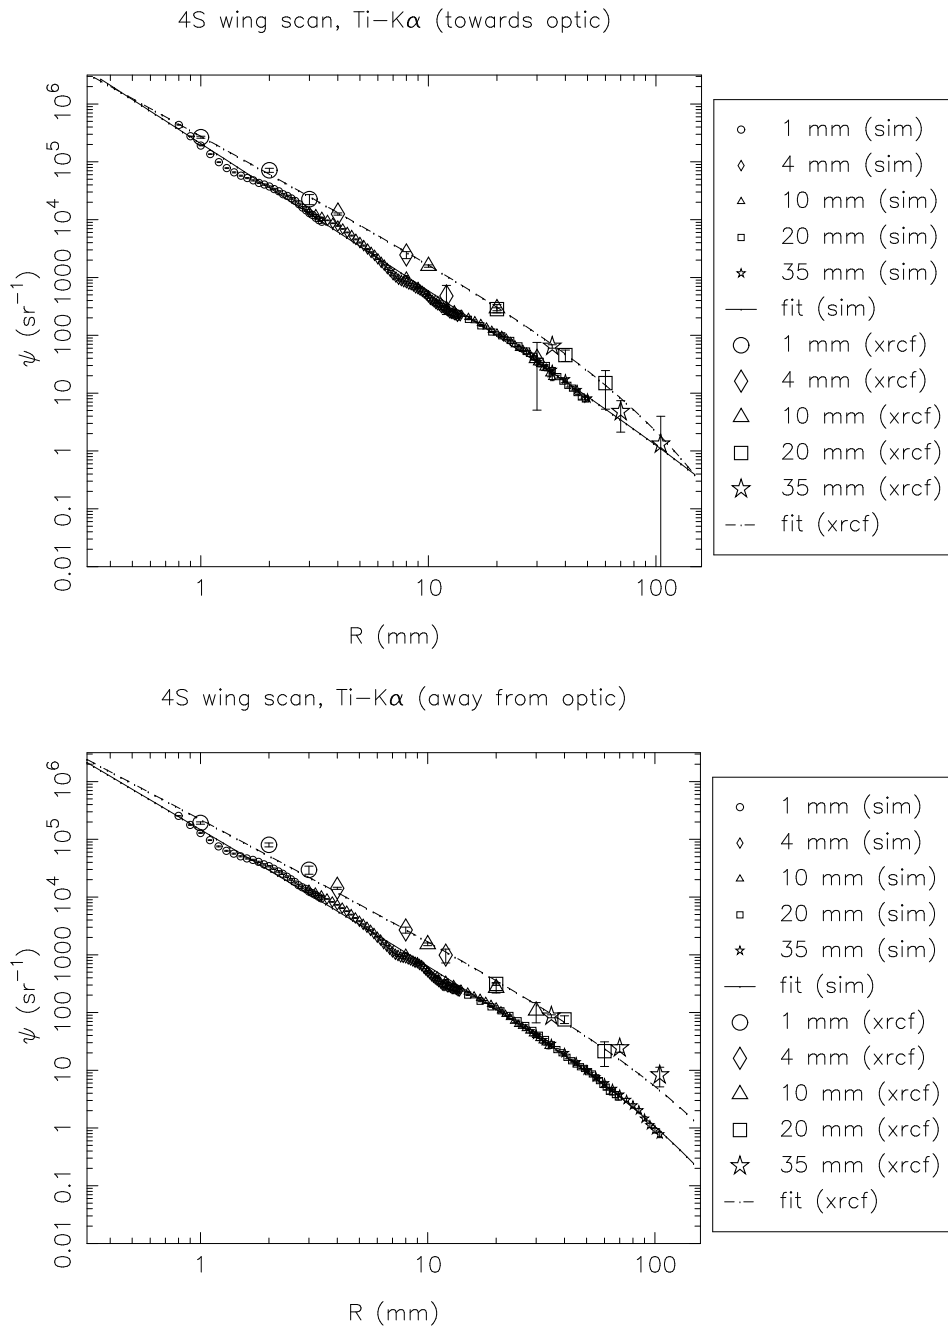 4S wing scan, Ti−Kα (towards optic)
10⁶
10⁵
10⁴
1000
100
10
1
0.1
0.01
ψ (sr⁻¹)
1 10 100
R (mm)
1 mm (sim)
4 mm (sim)
10 mm (sim)
20 mm (sim)
35 mm (sim)
fit (sim)
1 mm (xrcf)
4 mm (xrcf)
10 mm (xrcf)
20 mm (xrcf)
35 mm (xrcf)
fit (xrcf)
4S wing scan, Ti−Kα (away from optic)
10⁶
10⁵
10⁴
1000
100
10
1
0.1
0.01
ψ (sr⁻¹)
1 10 100
R (mm)
1 mm (sim)
4 mm (sim)
10 mm (sim)
20 mm (sim)
35 mm (sim)
fit (sim)
1 mm (xrcf)
4 mm (xrcf)
10 mm (xrcf)
20 mm (xrcf)
35 mm (xrcf)
fit (xrcf)